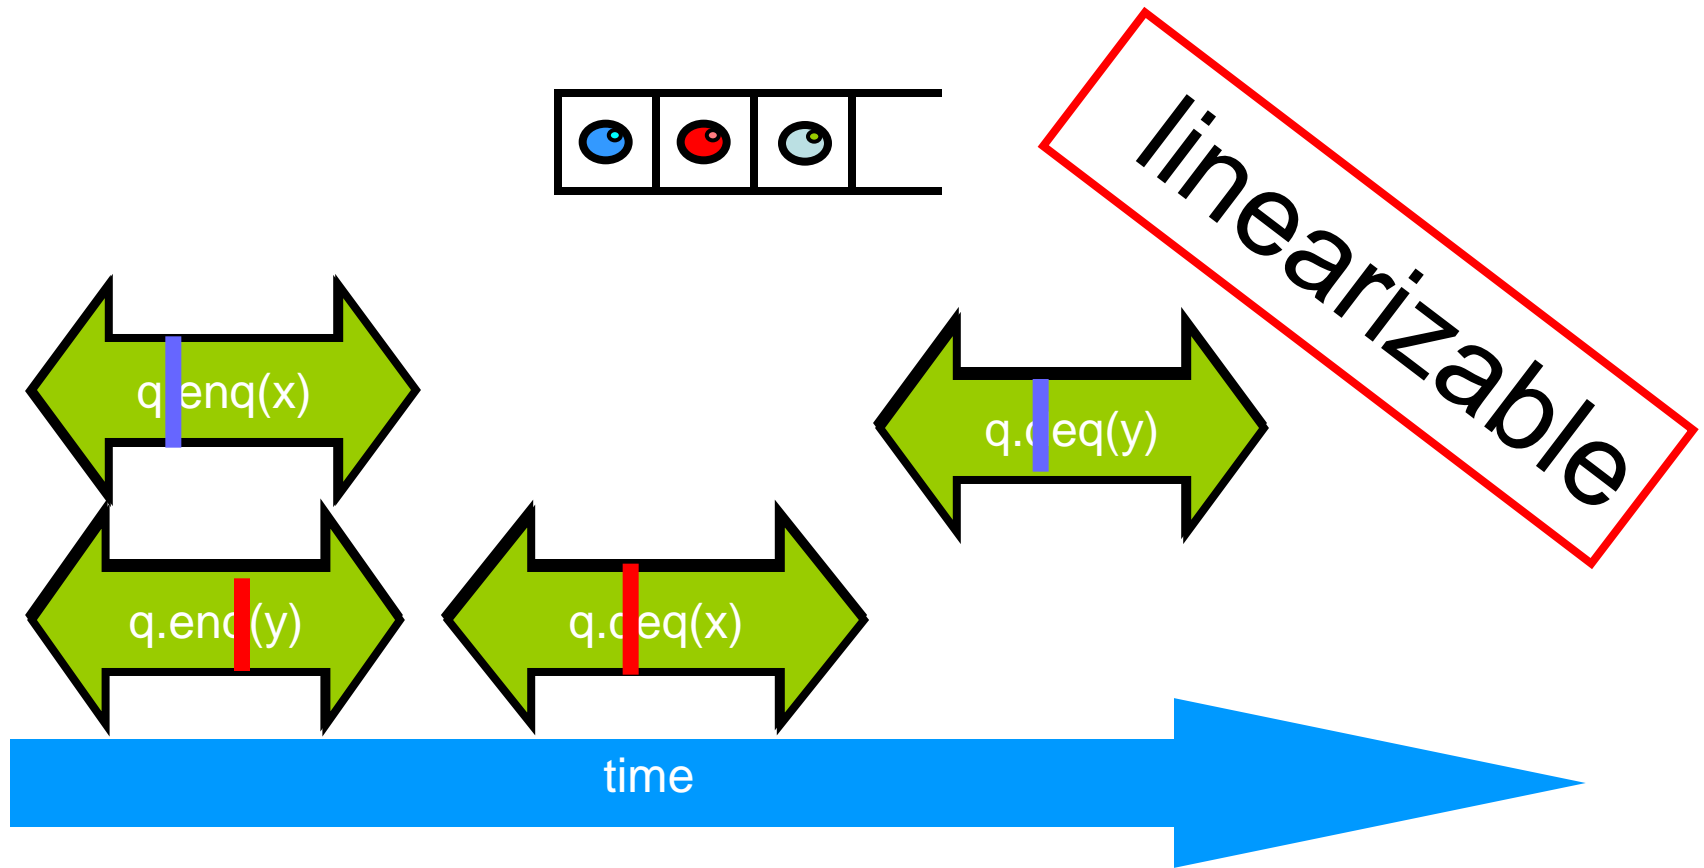 linearizable
q.enq(x)
q.deq(y)
q.enq(y)
q.deq(x)
time